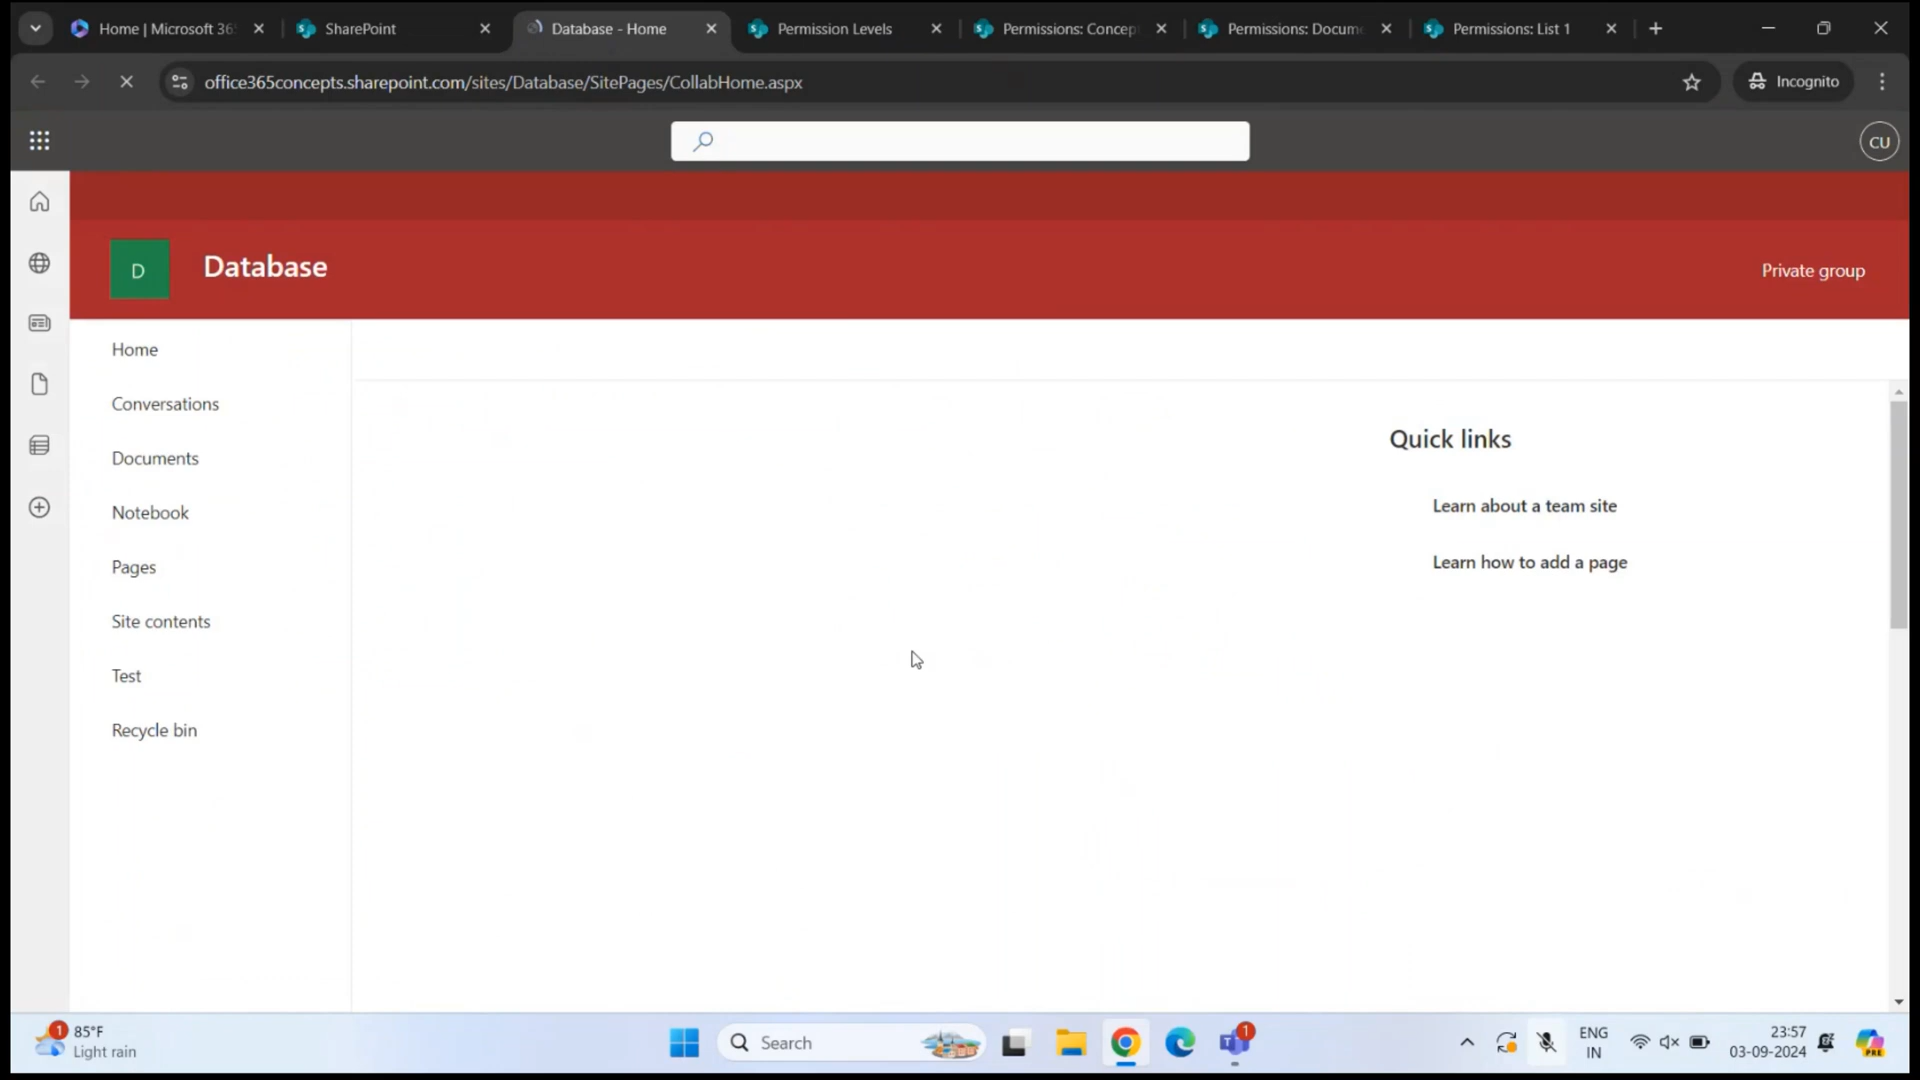 Home | Microsoft 36
SharePoint
Database - Home
Permission Levels
Permissions: Concep
Permissions: Docum
Permissions: List 1
office365concepts.sharepoint.com/sites/Database/SitePages/CollabHome.aspx
Incognito
CU
D
Database
Private group
Home
Conversations
Documents
Notebook
Pages
Site contents
Test
Recycle bin
Quick links
Learn about a team site
Learn how to add a page
1
85°F
Light rain
Search
1
ENG
IN
23:57
03-09-2024
PRE